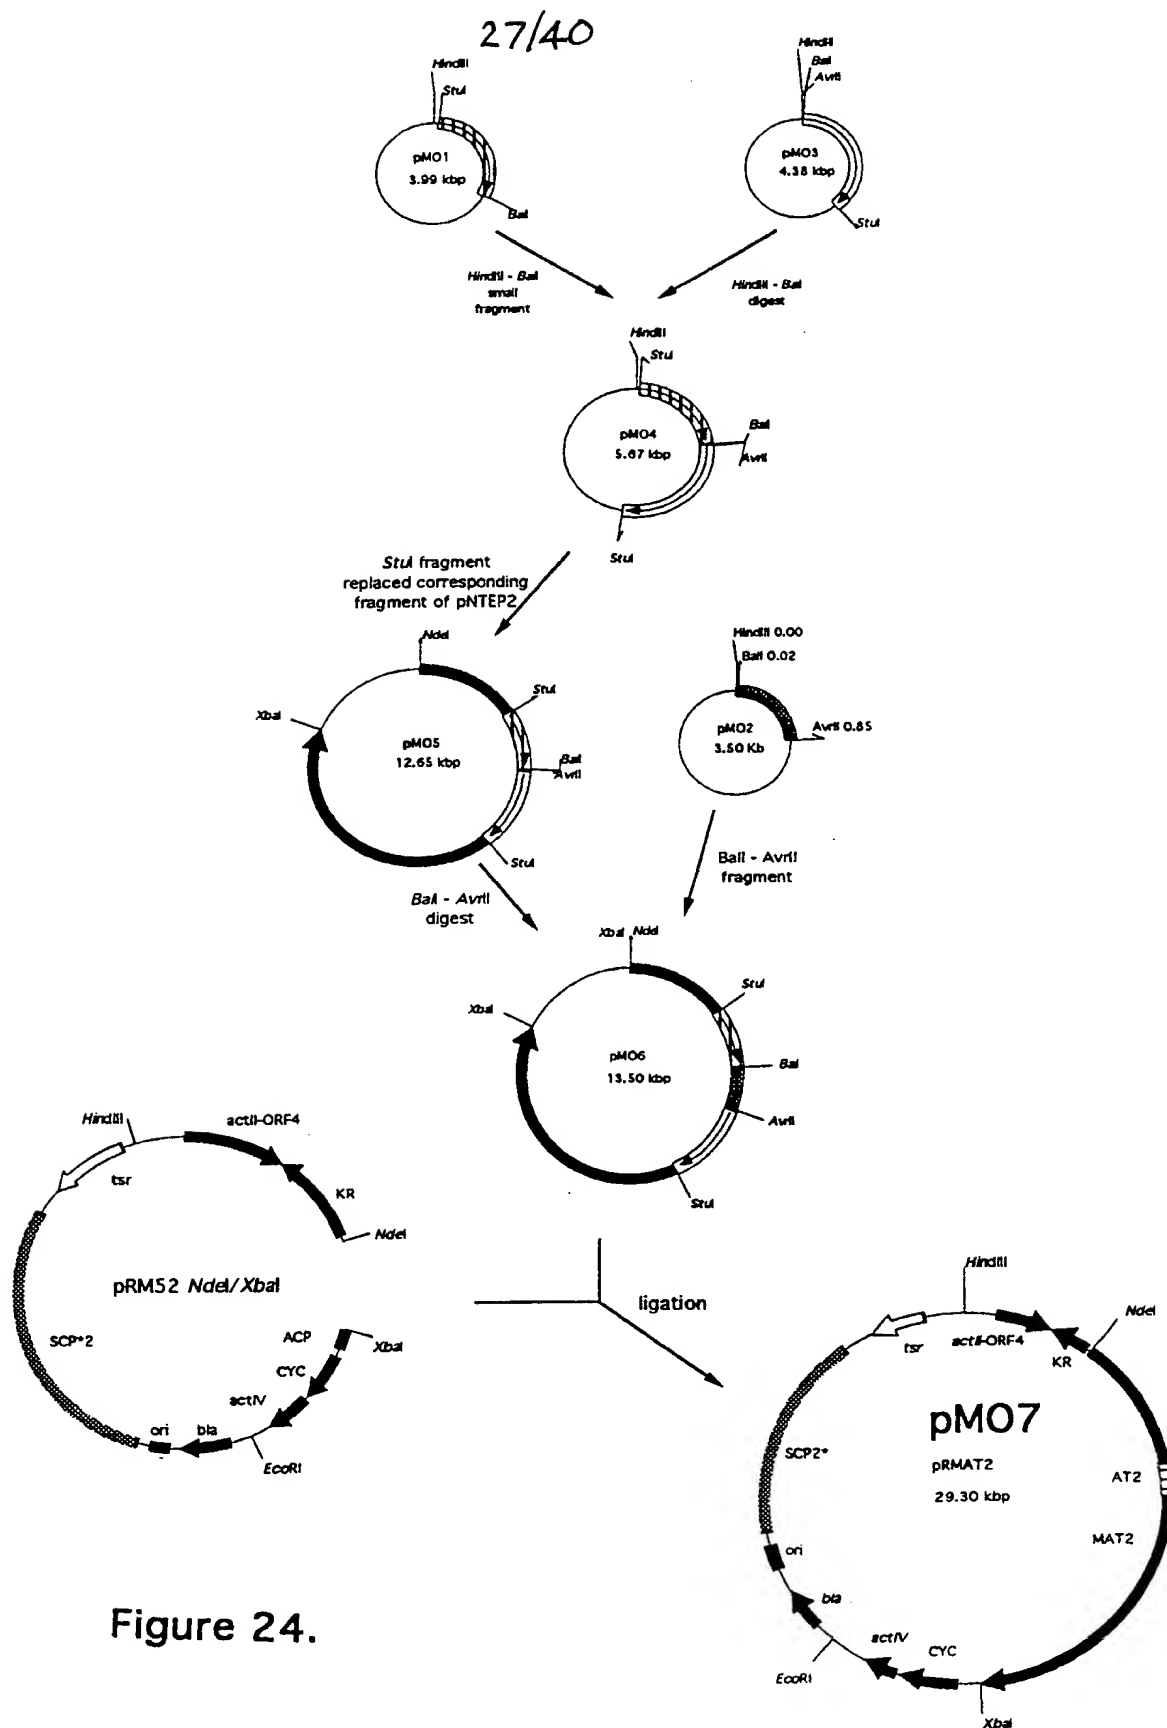 27/40
HindIII
StuI
pMO1
3.99 kbp
BalI
HindIII
BalI
AvrII
pMO3
4.38 kbp
StuI
HindIII - BalI
small
fragment
HindIII - BalI
digest
HindIII
StuI
pMO4
5.67 kbp
BalI
AvrII
StuI
StuI fragment
replaced corresponding
fragment of pNTEP2
NdeI
StuI
XbaI
pMO5
12.65 kbp
BalI
AvrII
StuI
HindIII 0.00
BalI 0.02
pMO2
3.50 Kb
AvrII 0.85
BalI - AvrII
digest
BalI - AvrII
fragment
XbaI NdeI
StuI
XbaI
pMO6
13.50 kbp
BalI
AvrII
StuI
HindIII
actII-ORF4
tsr
KR
NdeI
pRM52 NdeI/XbaI
SCP*2
ACP
XbaI
CYC
actIV
ori
bla
EcoRI
ligation
HindIII
NdeI
tsr
actII-ORF4
KR
pMO7
SCP2*
pRMAT2
29.30 kbp
AT2
MAT2
ori
bla
actIV
CYC
EcoRI
XbaI
Figure 24.